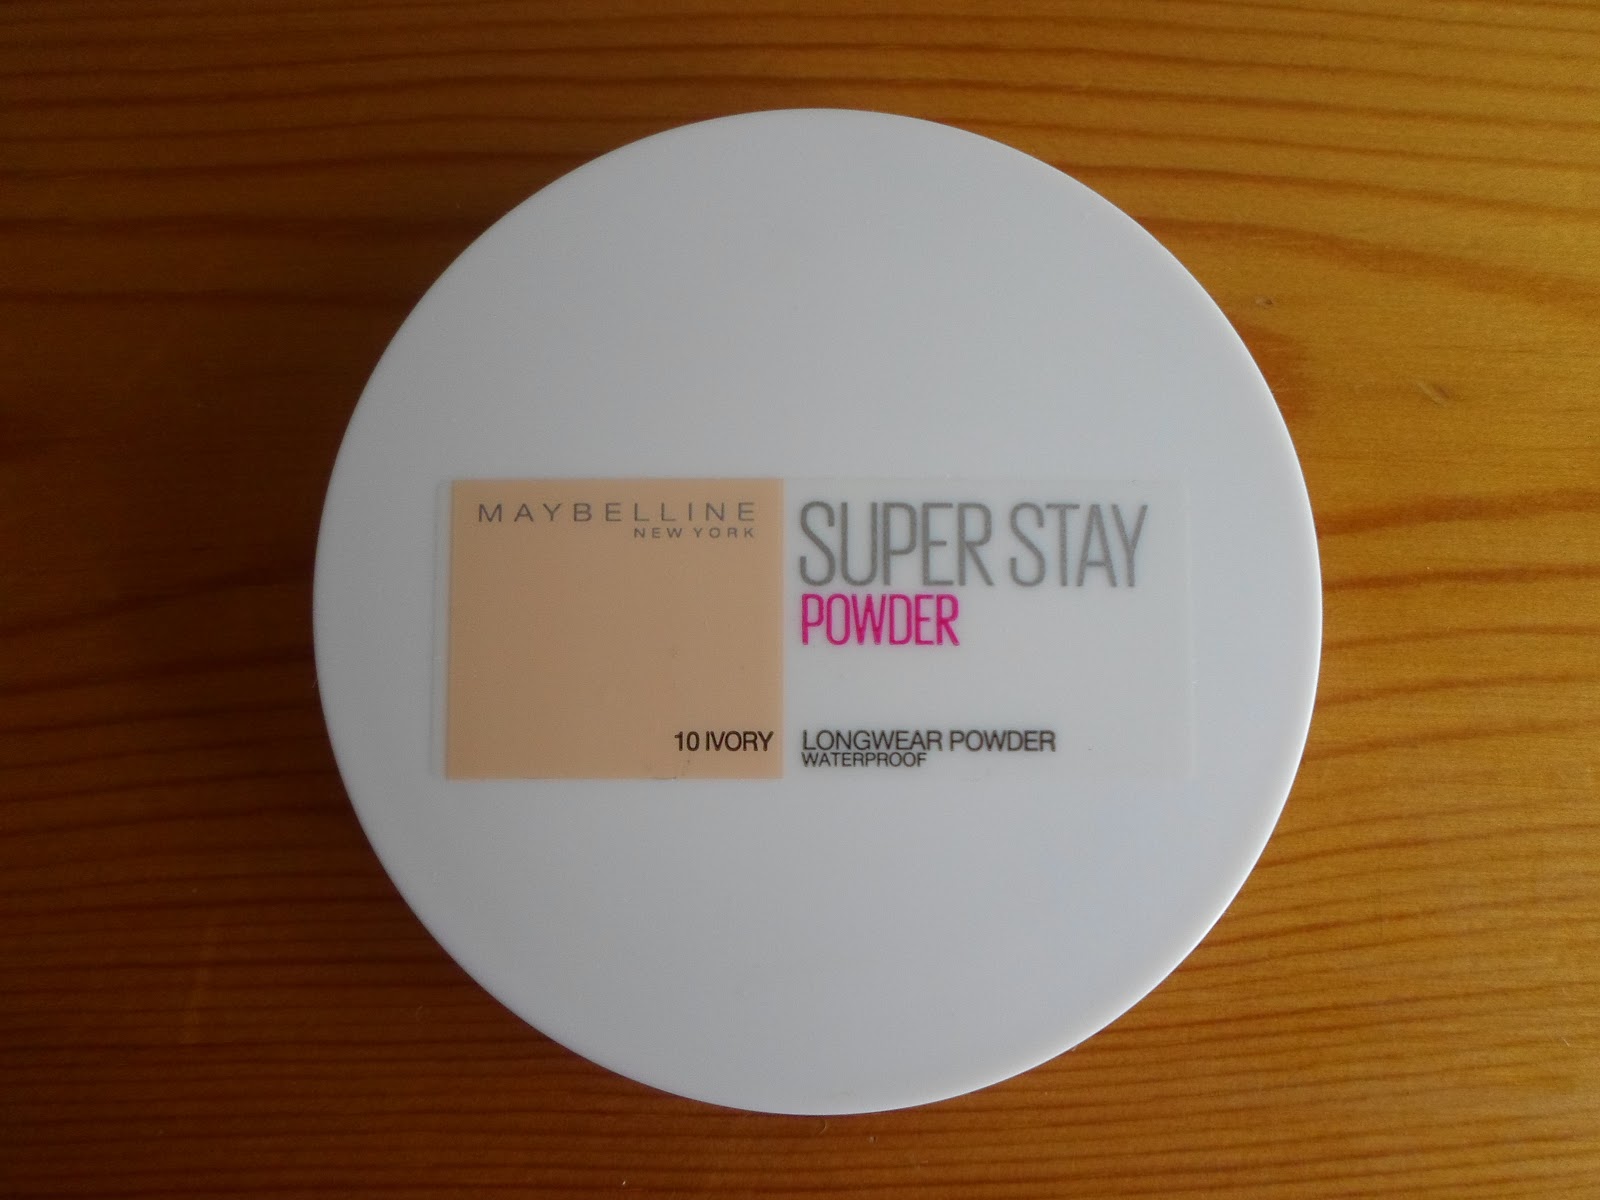 MAYBELLINE
NEW YORK
10 IVORY
SUPER STAY
POWDER
LONGWEAR POWDER
WATERPROOF